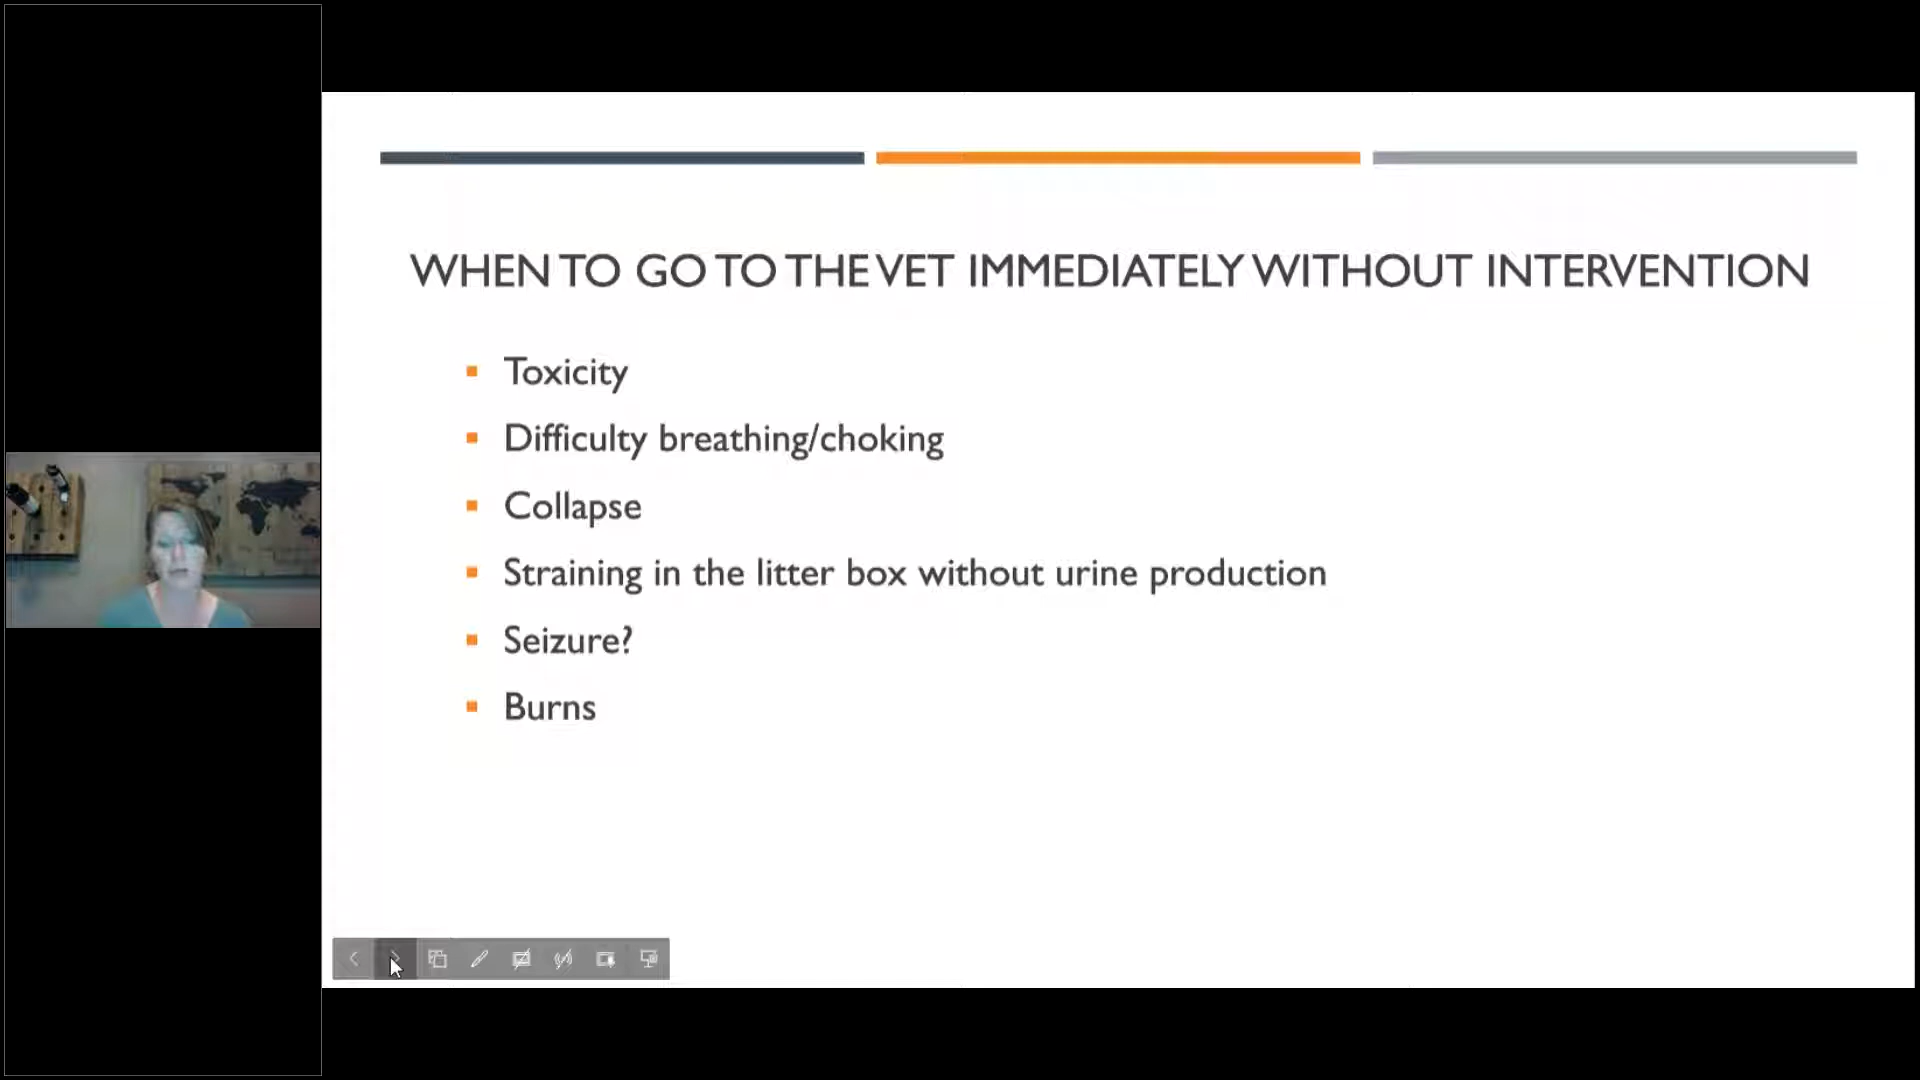 WHEN TO GO TO THE VET IMMEDIATELY WITHOUT INTERVENTION
Toxicity
Difficulty breathing/choking
Collapse
Straining in the litter box without urine production
Seizure?
Burns